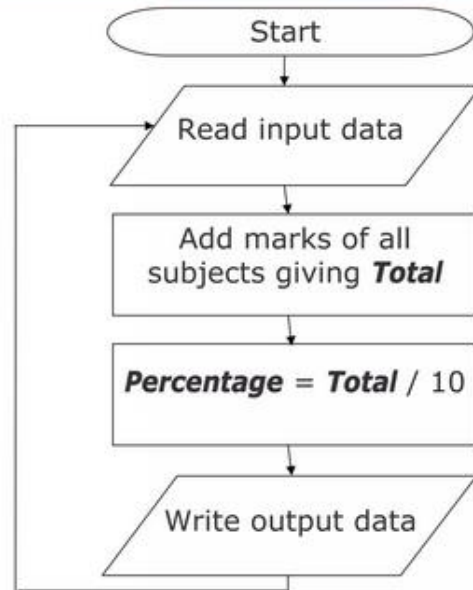 Start
Read input data
Add marks of all
subjects giving Total
Percentage = Total / 10
Write output data